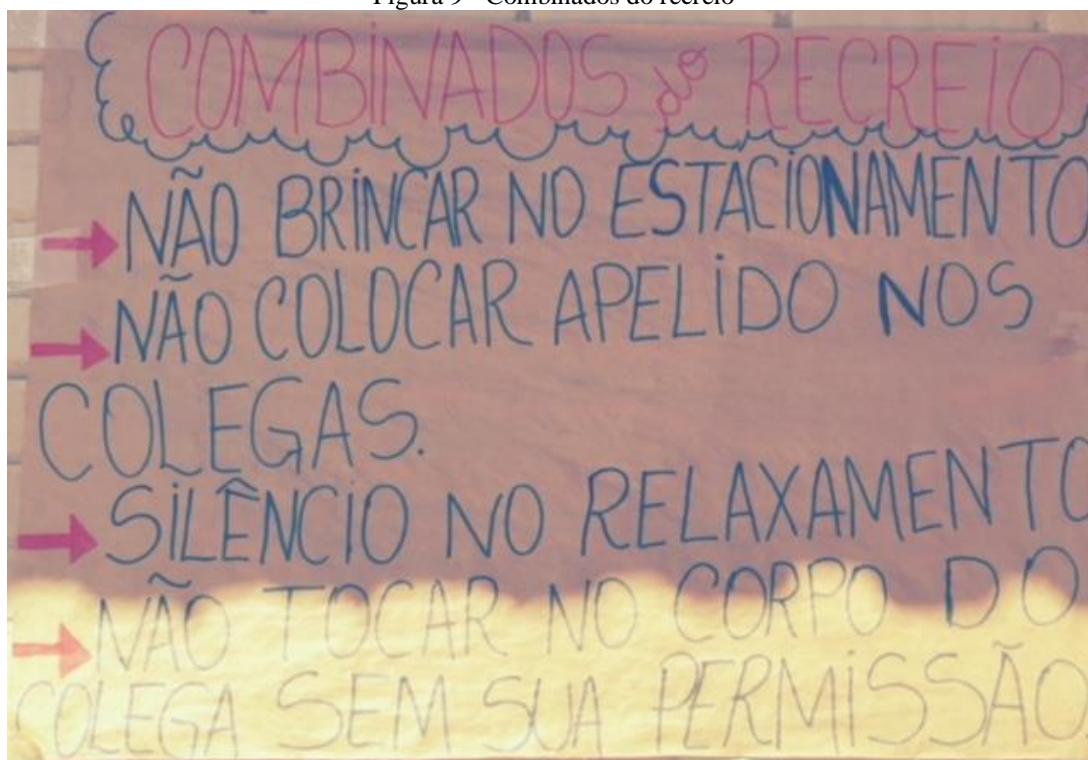 Figura 9 - Combinados do recreio
COMBINADOS do RECREIO
NÃO BRINCAR NO ESTACIONAMENTO
NÃO COLOCAR APELIDO NOS
COLEGAS.
SILÊNCIO NO RELAXAMENTO
NÃO TOCAR NO CORPO DO
COLEGA SEM SUA PERMISSÃO.